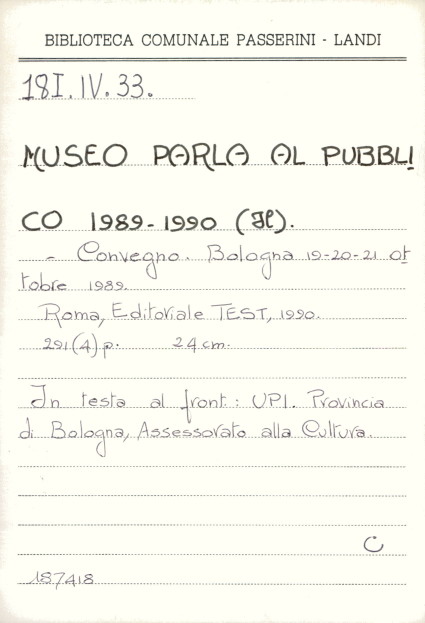 BIBLIOTECA COMUNALE PASSERINI - LANDI
18I.IV.33.
MUSEO PARLA AL PUBBLI
CO 1989-1990 (Il).
- Convegno. Bologna 19-20-21 ot
tobre 1989.
Roma, Editoriale TEST, 1990.
291(4)p. 24cm.
In testa al front.: UPI. Provincia
di Bologna, Assessorato alla Cultura.
C
187418